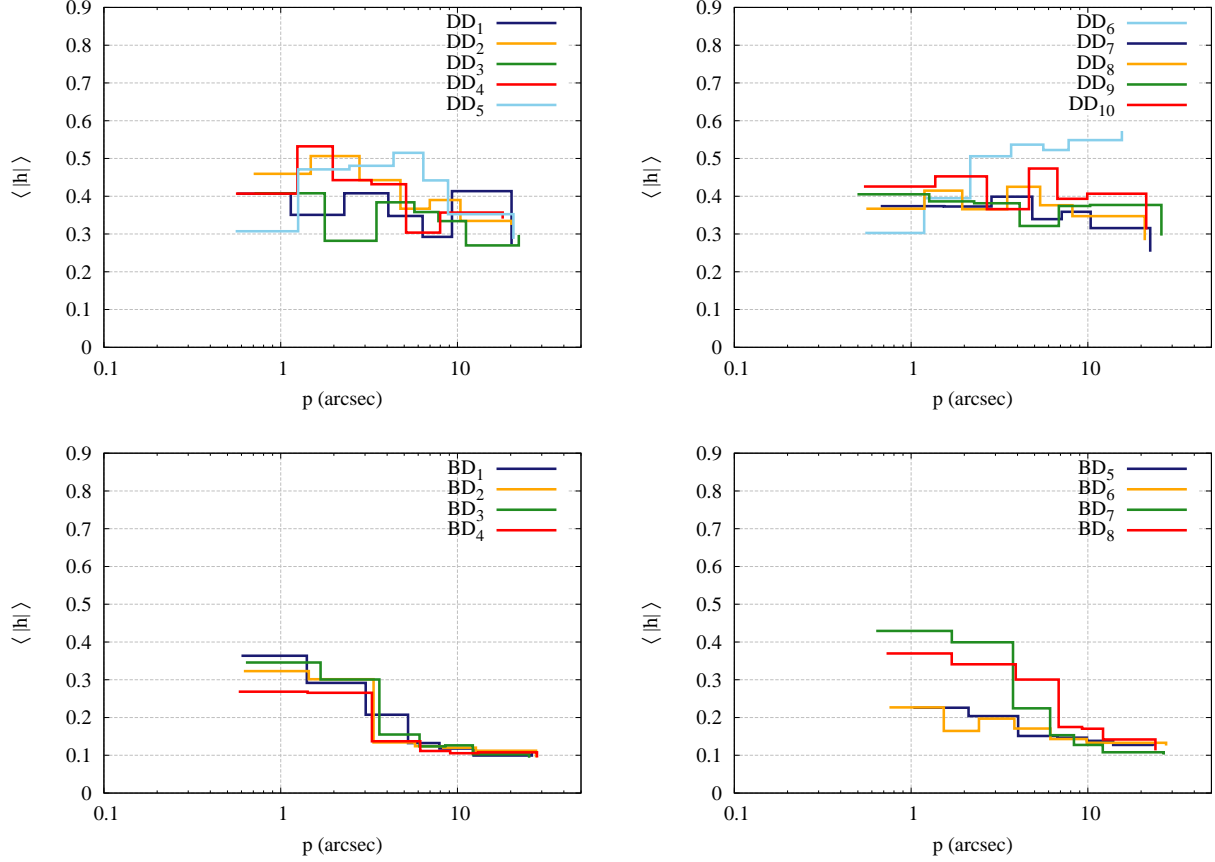 0.9
0.8
0.7
0.6
0.5
0.4
0.3
0.2
0.1
0
⟨ |h| ⟩
DD1
DD2
DD3
DD4
DD5
0.1 1 10
p (arcsec)
0.9
0.8
0.7
0.6
0.5
0.4
0.3
0.2
0.1
0
⟨ |h| ⟩
DD6
DD7
DD8
DD9
DD10
0.1 1 10
p (arcsec)
0.9
0.8
0.7
0.6
0.5
0.4
0.3
0.2
0.1
0
⟨ |h| ⟩
BD1
BD2
BD3
BD4
0.1 1 10
p (arcsec)
0.9
0.8
0.7
0.6
0.5
0.4
0.3
0.2
0.1
0
⟨ |h| ⟩
BD5
BD6
BD7
BD8
0.1 1 10
p (arcsec)